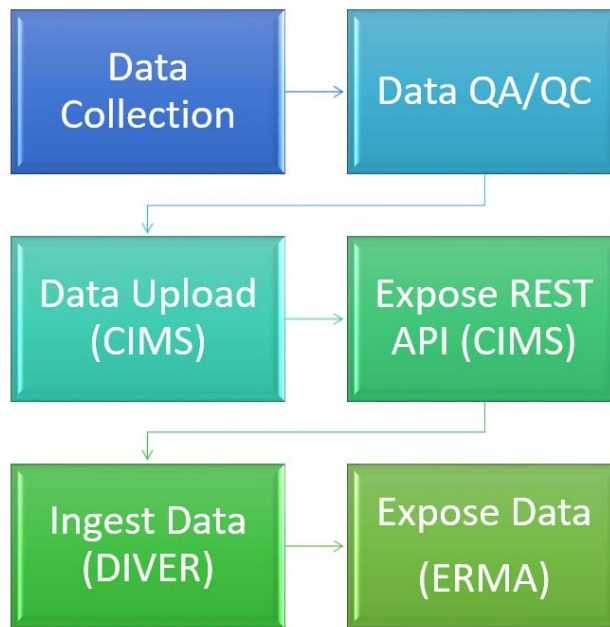 Data
Collection
Data QA/QC
Data Upload
(CIMS)
Expose REST
API (CIMS)
Ingest Data
(DIVER)
Expose Data
(ERMA)